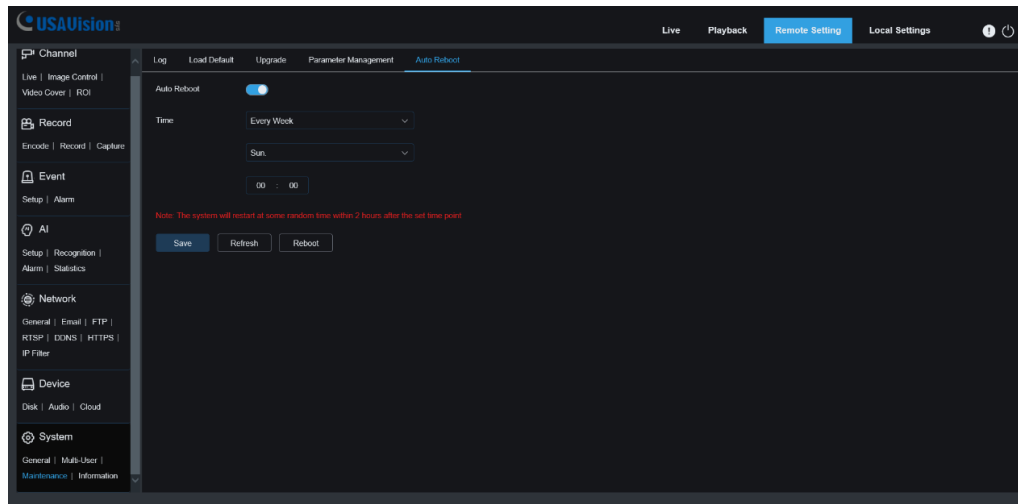 USAVision
Live Playback Remote Setting Local Settings
Channel
Live | Image Control |
Video Cover | ROI
Record
Encode | Record | Capture
Event
Setup | Alarm
AI
Setup | Recognition |
Alarm | Statistics
Network
General | Email | FTP |
RTSP | DDNS | HTTPS |
IP Filter
Device
Disk | Audio | Cloud
System
General | Multi-User |
Maintenance | Information
Log Load Default Upgrade Parameter Management Auto Reboot
Auto Reboot
Time Every Week
Sun.
00 : 00
Note: The system will restart at some random time within 2 hours after the set time point
Save Refresh Reboot